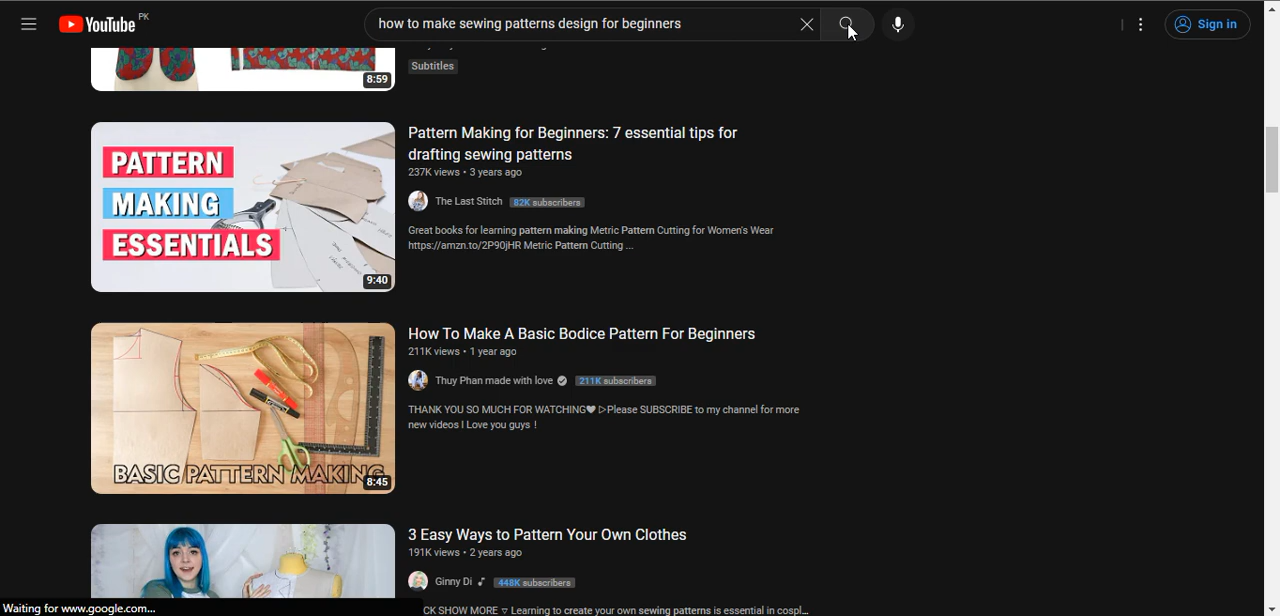 YouTube PK
how to make sewing patterns design for beginners
Sign in
8:59
Subtitles
PATTERN
MAKING
ESSENTIALS
9:40
Pattern Making for Beginners: 7 essential tips for
drafting sewing patterns
237K views • 3 years ago
The Last Stitch 82K subscribers
Great books for learning pattern making Metric Pattern Cutting for Women's Wear
https://amzn.to/2P90jHR Metric Pattern Cutting ...
BASIC PATTERN MAKING
8:45
How To Make A Basic Bodice Pattern For Beginners
211K views • 1 year ago
Thuy Phan made with love 211K subscribers
THANK YOU SO MUCH FOR WATCHING❤ ▷Please SUBSCRIBE to my channel for more
new videos I Love you guys !
3 Easy Ways to Pattern Your Own Clothes
191K views • 2 years ago
Ginny Di 448K subscribers
CK SHOW MORE ▿ Learning to create your own sewing patterns is essential in cospl...
Waiting for www.google.com...